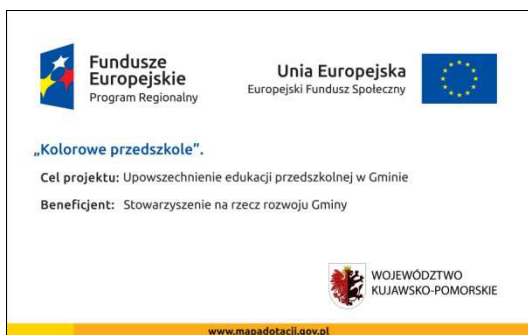 Fundusze
Europejskie
Program Regionalny
Unia Europejska
Europejski Fundusz Społeczny
„Kolorowe przedszkole”.
Cel projektu: Upowszechnienie edukacji przedszkolnej w Gminie
Beneficjent: Stowarzyszenie na rzecz rozwoju Gminy
WOJEWÓDZTWO
KUJAWSKO-POMORSKIE
www.mapadotacji.gov.pl